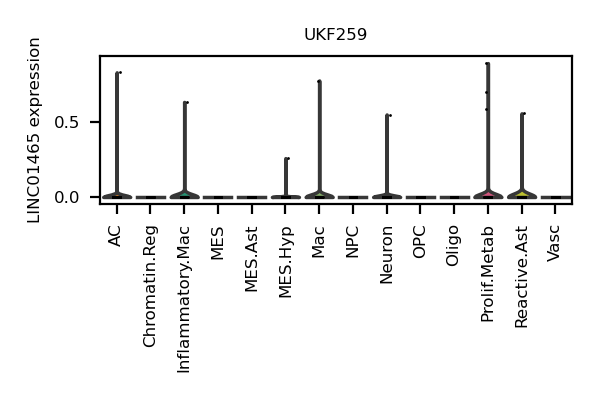 UKF259
LINC01465 expression
0.5
0.0
AC
Chromatin.Reg
Inflammatory.Mac
MES
MES.Ast
MES.Hyp
Mac
NPC
Neuron
OPC
Oligo
Prolif.Metab
Reactive.Ast
Vasc